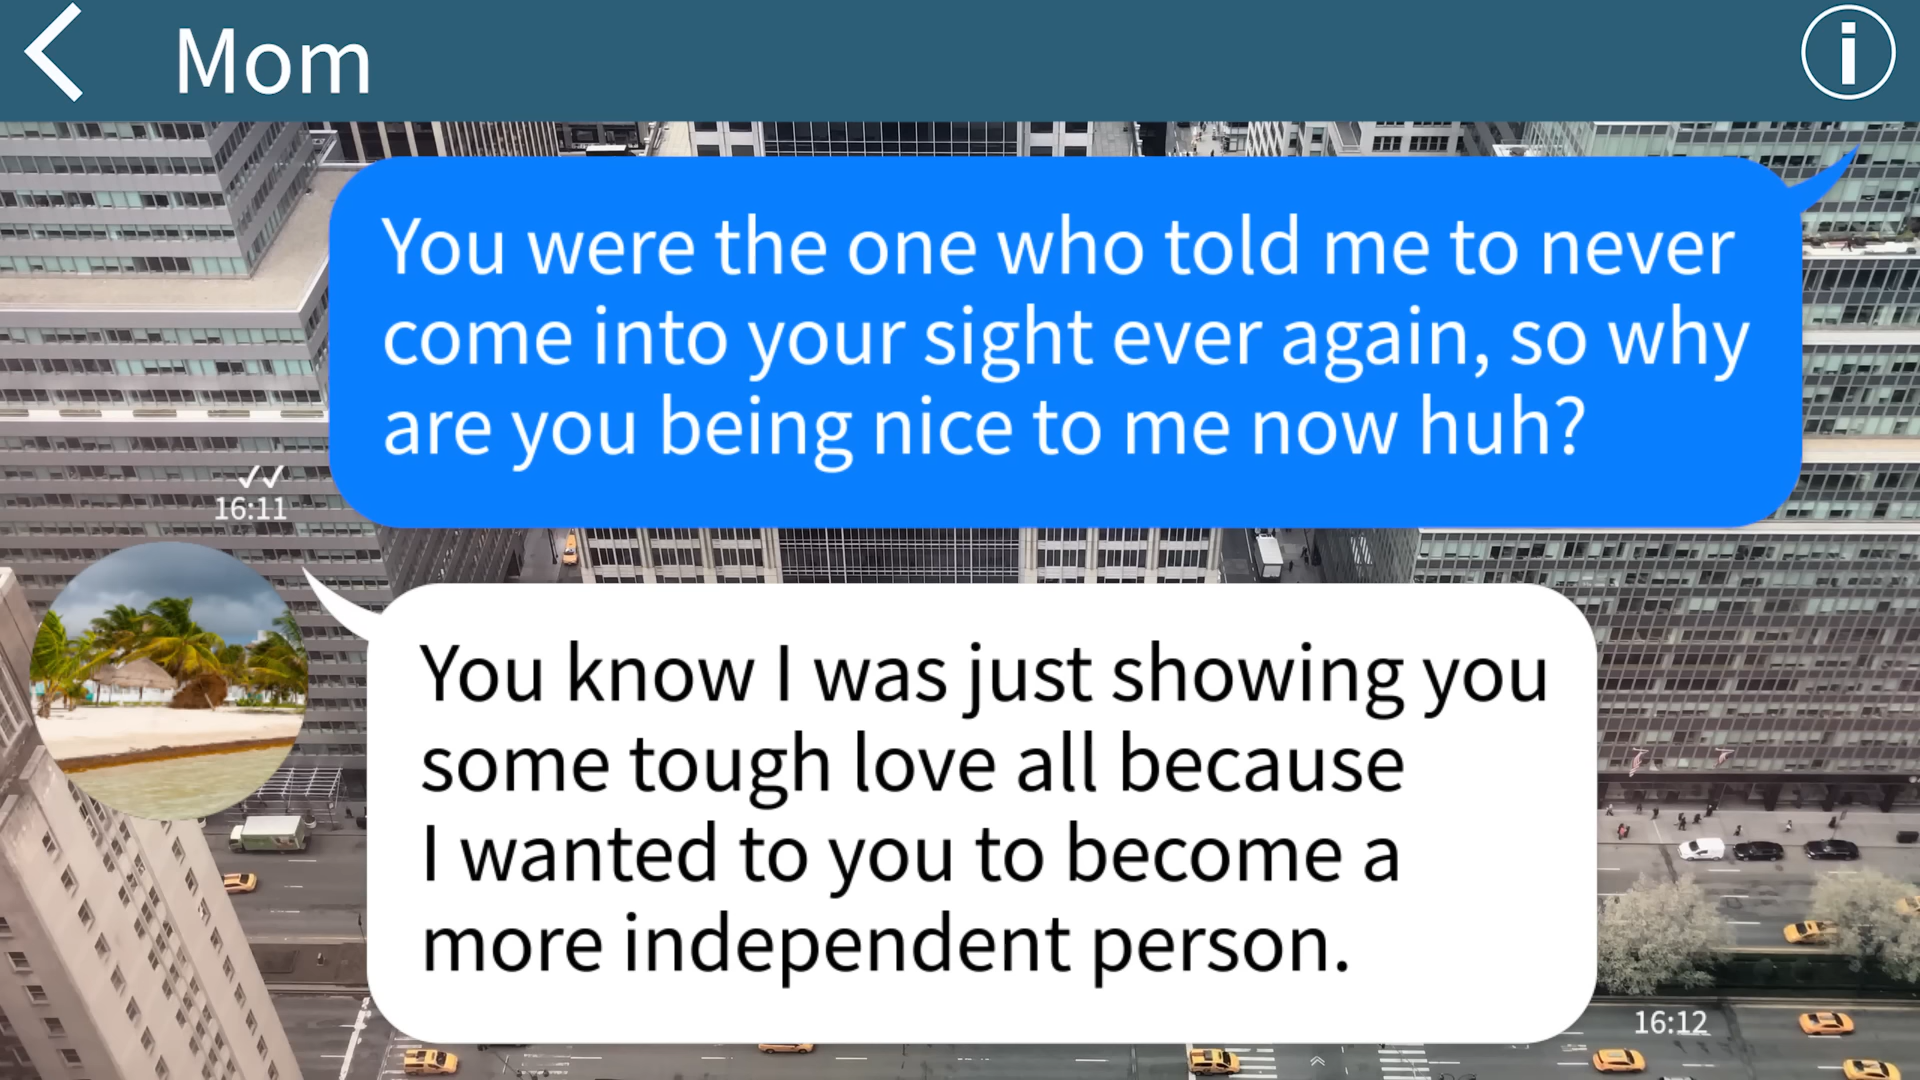 Mom
You were the one who told me to never
come into your sight ever again, so why
are you being nice to me now huh?
16:11
You know I was just showing you
some tough love all because
I wanted to you to become a
more independent person.
16:12